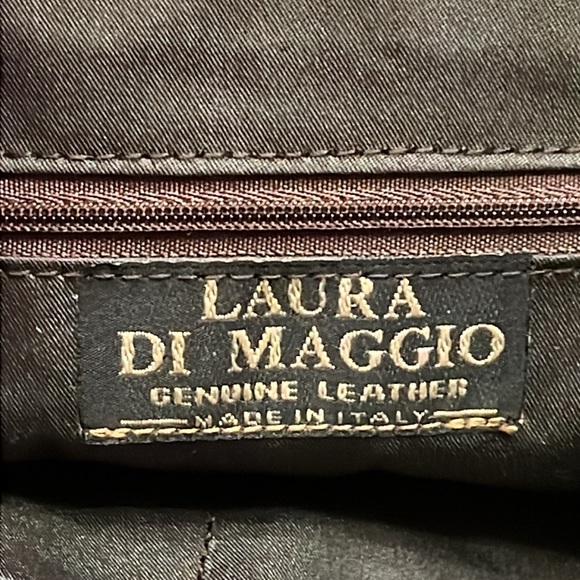 LAURA
DI MAGGIO
GENUINE LEATHER
MADE IN ITALY